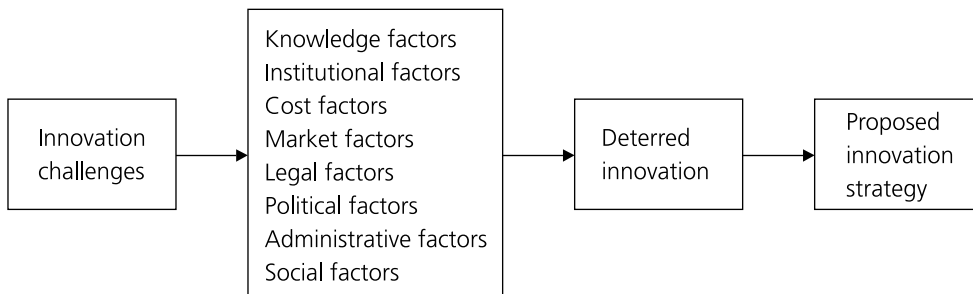 Innovation
challenges
Knowledge factors
Institutional factors
Cost factors
Market factors
Legal factors
Political factors
Administrative factors
Social factors
Deterred
innovation
Proposed
innovation
strategy